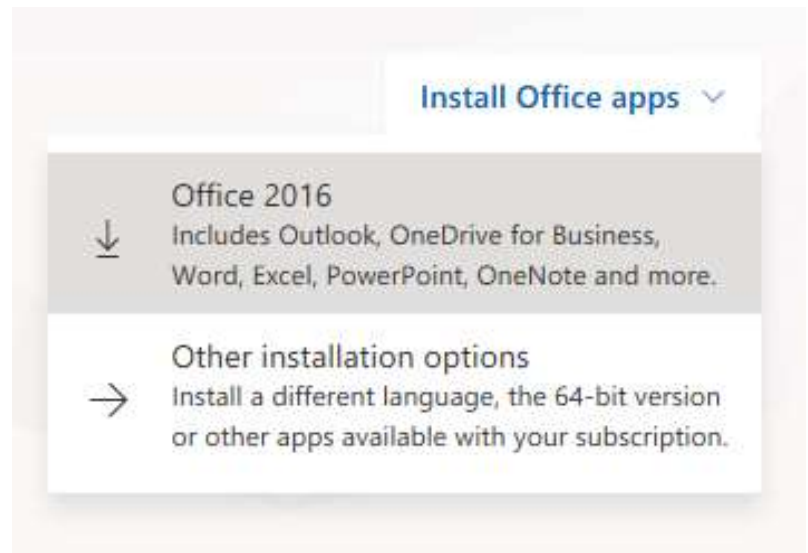 Install Office apps
Office 2016
Includes Outlook, OneDrive for Business,
Word, Excel, PowerPoint, OneNote and more.
Other installation options
Install a different language, the 64-bit version
or other apps available with your subscription.